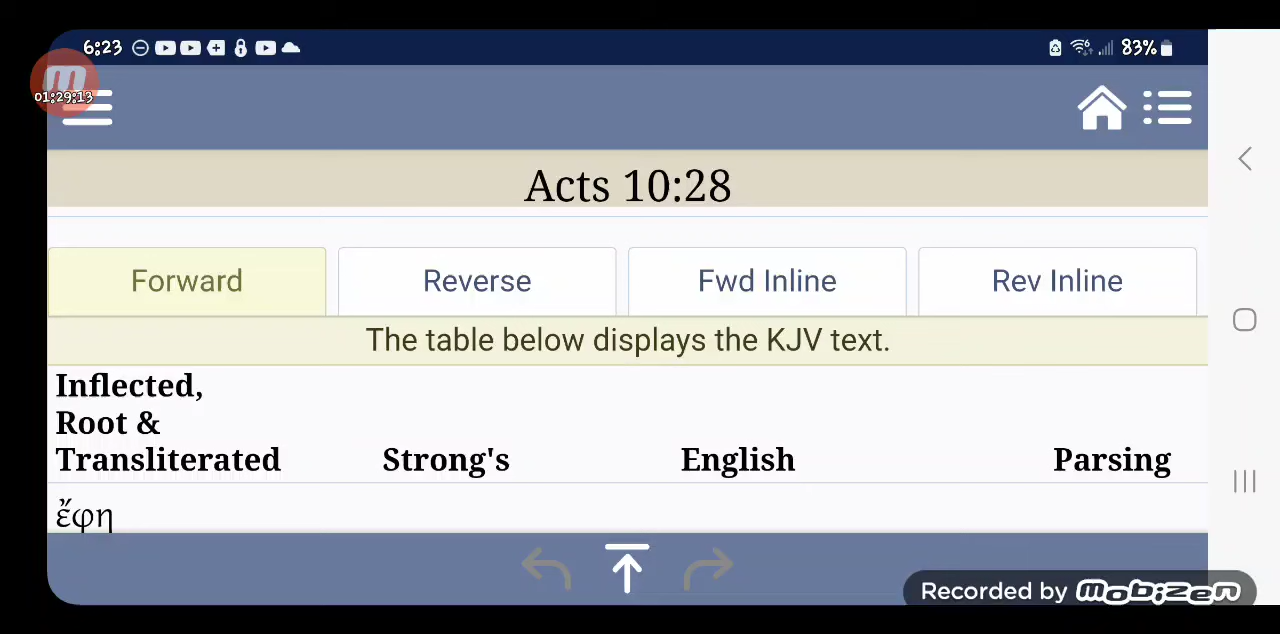 6:23
83%
01:29:13
Acts 10:28
Forward
Reverse
Fwd Inline
Rev Inline
The table below displays the KJV text.
Inflected,
Root &
Transliterated
Strong's
English
Parsing
ἔφη
Recorded by mobizen